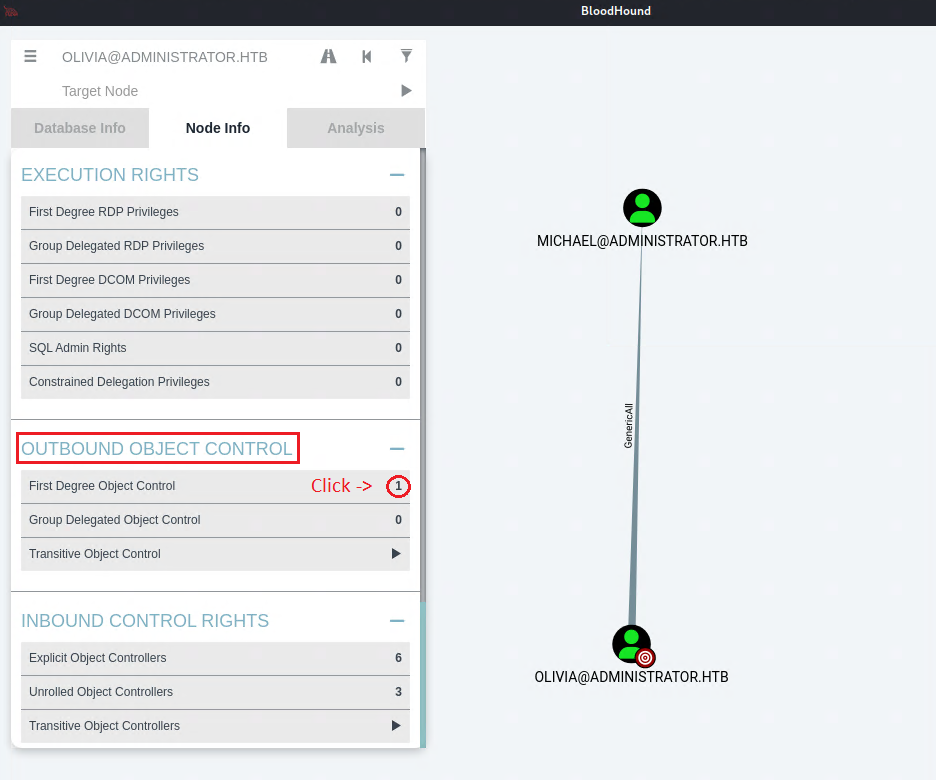 BloodHound
OLIVIA@ADMINISTRATOR.HTB
Target Node
Database Info
Node Info
Analysis
EXECUTION RIGHTS
First Degree RDP Privileges 0
Group Delegated RDP Privileges 0
First Degree DCOM Privileges 0
Group Delegated DCOM Privileges 0
SQL Admin Rights 0
Constrained Delegation Privileges 0
OUTBOUND OBJECT CONTROL
First Degree Object Control Click -> 1
Group Delegated Object Control 0
Transitive Object Control
INBOUND CONTROL RIGHTS
Explicit Object Controllers 6
Unrolled Object Controllers 3
Transitive Object Controllers
MICHAEL@ADMINISTRATOR.HTB
GenericAll
OLIVIA@ADMINISTRATOR.HTB